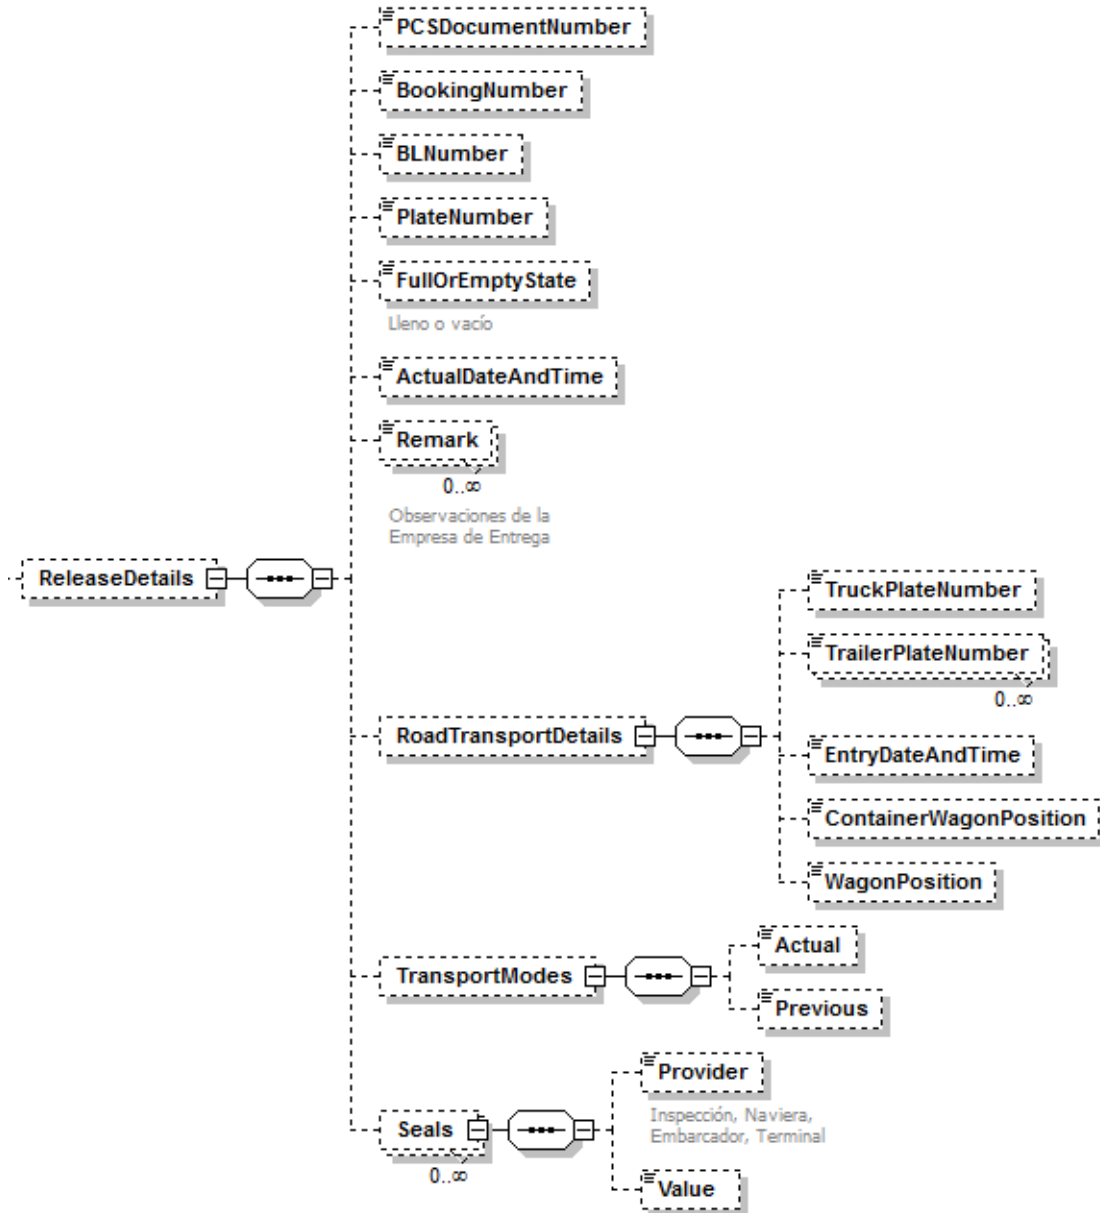 PCSDocumentNumber
BookingNumber
BLNumber
PlateNumber
FullOrEmptyState
Lleno o vacío
ActualDateAndTime
Remark
0..∞
Observaciones de la
Empresa de Entrega
ReleaseDetails
RoadTransportDetails
TruckPlateNumber
TrailerPlateNumber
0..∞
EntryDateAndTime
ContainerWagonPosition
WagonPosition
TransportModes
Actual
Previous
Seals
0..∞
Provider
Inspección, Naviera,
Embarcador, Terminal
Value